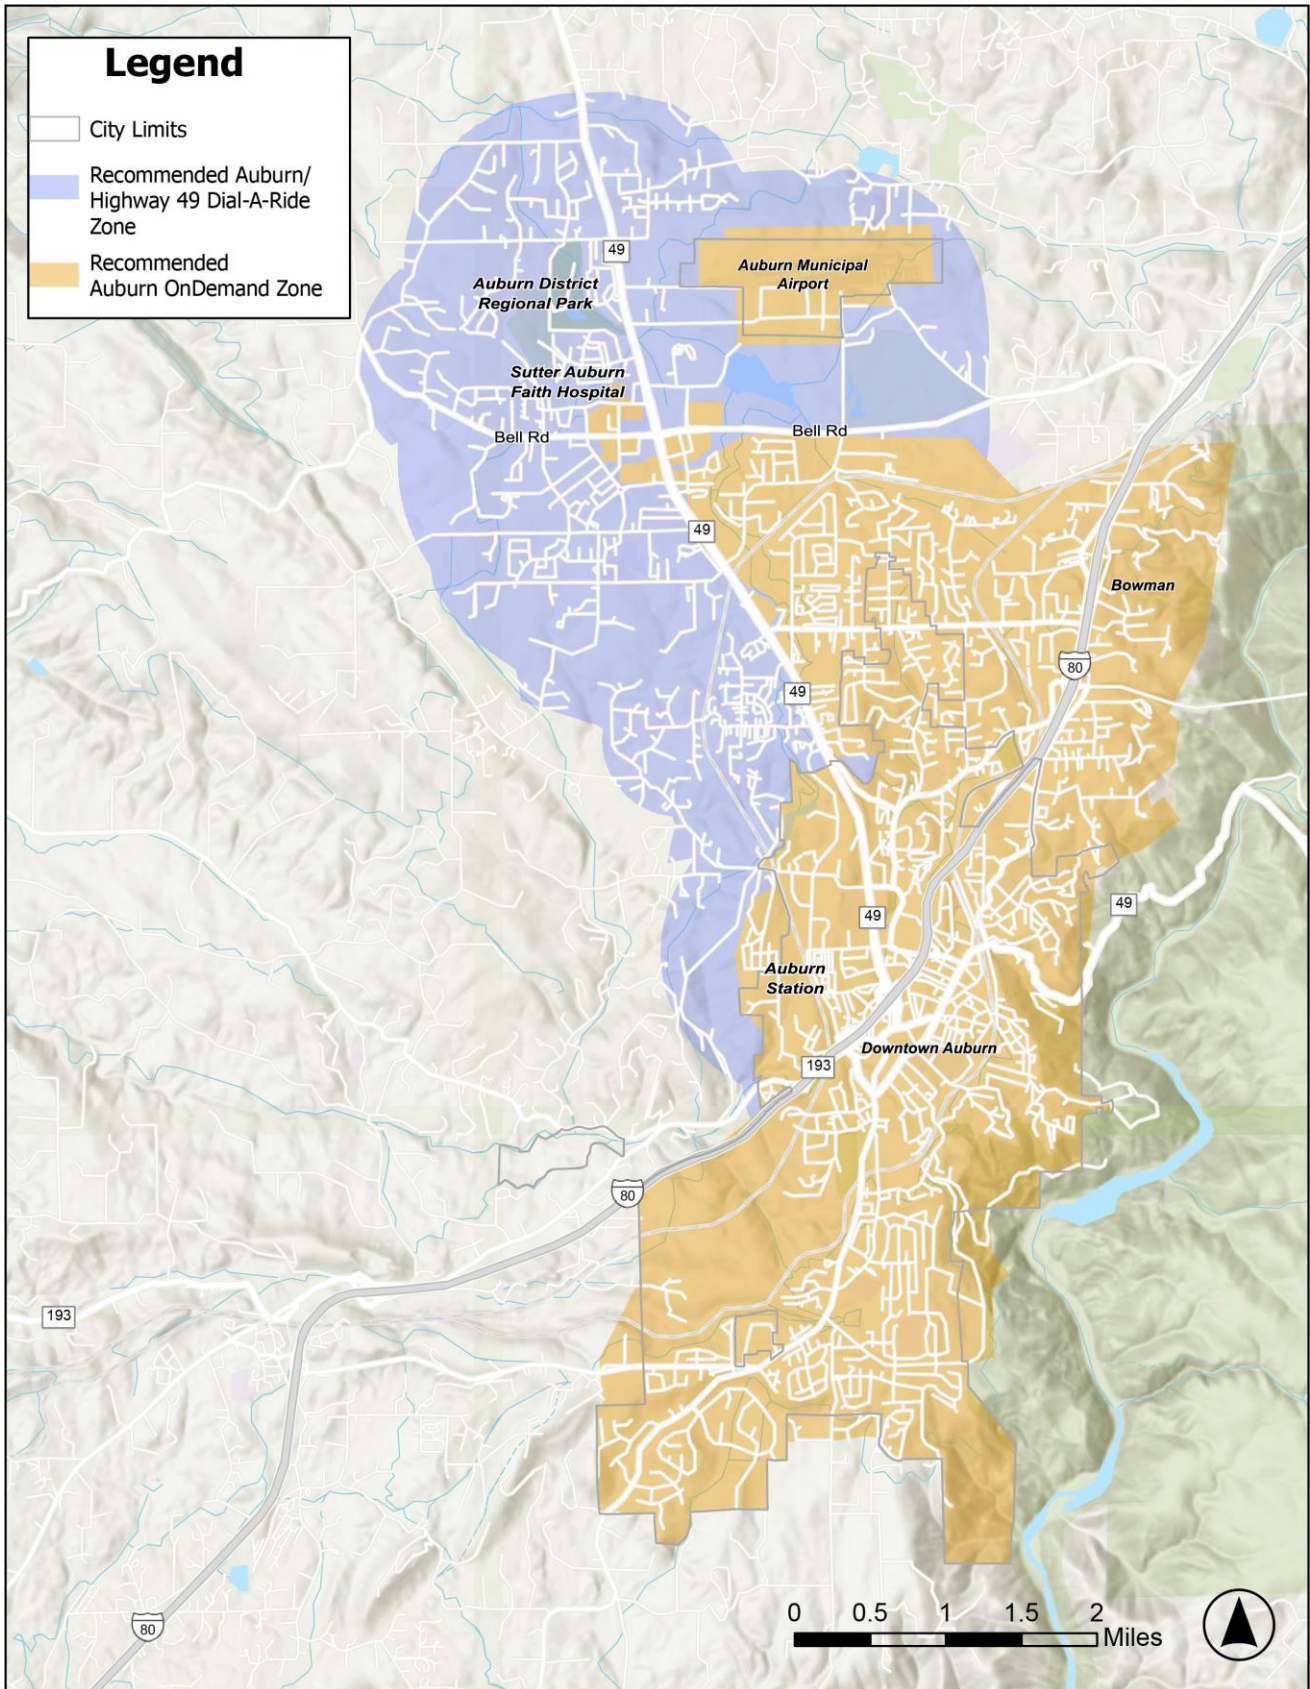 Legend
City Limits
Recommended Auburn/
Highway 49 Dial-A-Ride
Zone
Recommended
Auburn OnDemand Zone
49
Auburn Municipal
Airport
Auburn District
Regional Park
Sutter Auburn
Faith Hospital
Bell Rd
Bell Rd
49
Bowman
80
49
49
49
Auburn
Station
Downtown Auburn
193
80
193
80
0
0.5
1
1.5
2
Miles